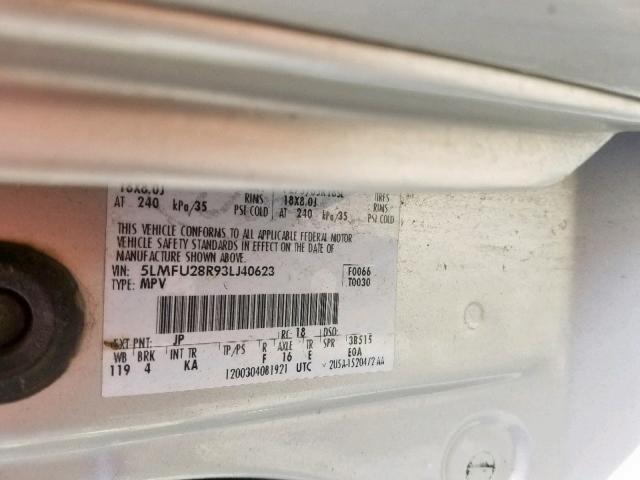 18X8.0J RIMS 18X8.0J RIMS
AT 240 kPa/35 PSI COLD AT 240 kPa/35 PSI COLD
THIS VEHICLE CONFORMS TO ALL APPLICABLE FEDERAL MOTOR
VEHICLE SAFETY STANDARDS IN EFFECT ON THE DATE OF
MANUFACTURE SHOWN ABOVE.
VIN: 5LMFU28R93LJ40623 F0066
TYPE: MPV T0030
EXT PNT: JP RC: 18 DSO:
WB BRK INT TR TP/PS R AXLE TR SPR 3B515
119 4 KA F 16 E EOA
1200304081921 UTC